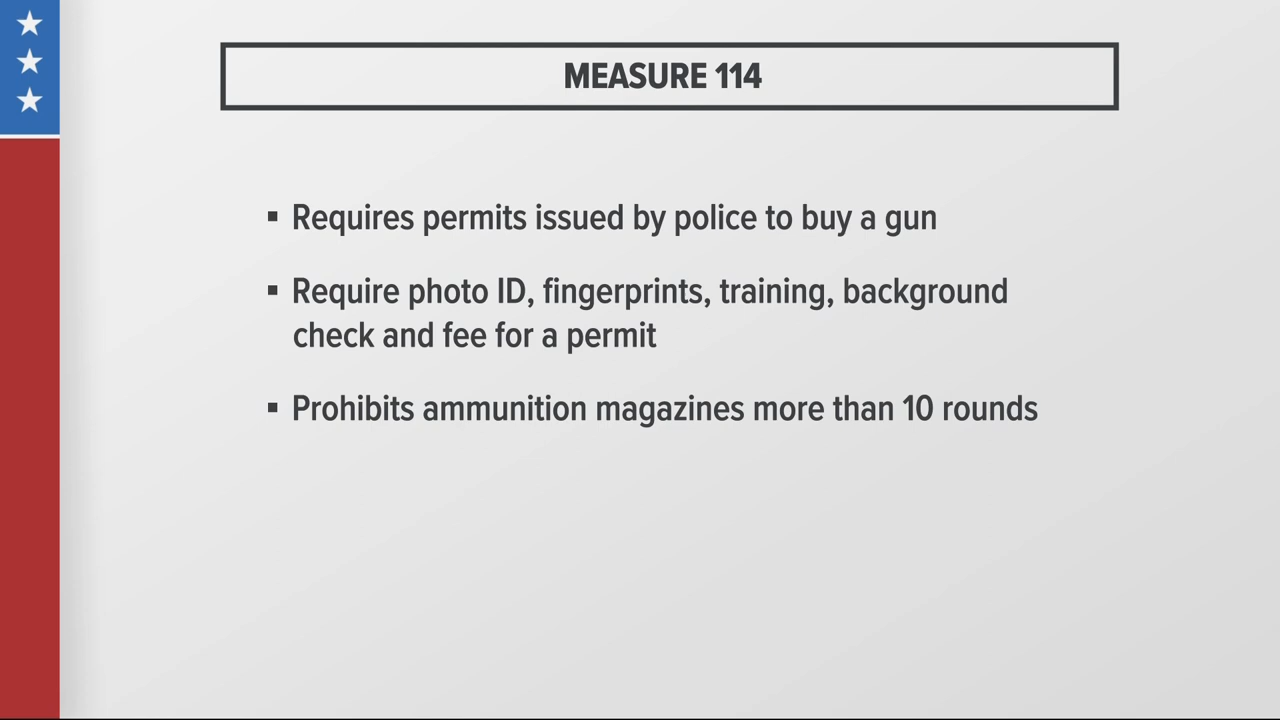 MEASURE 114
▪ Requires permits issued by police to buy a gun
▪ Require photo ID, fingerprints, training, background
check and fee for a permit
▪ Prohibits ammunition magazines more than 10 rounds